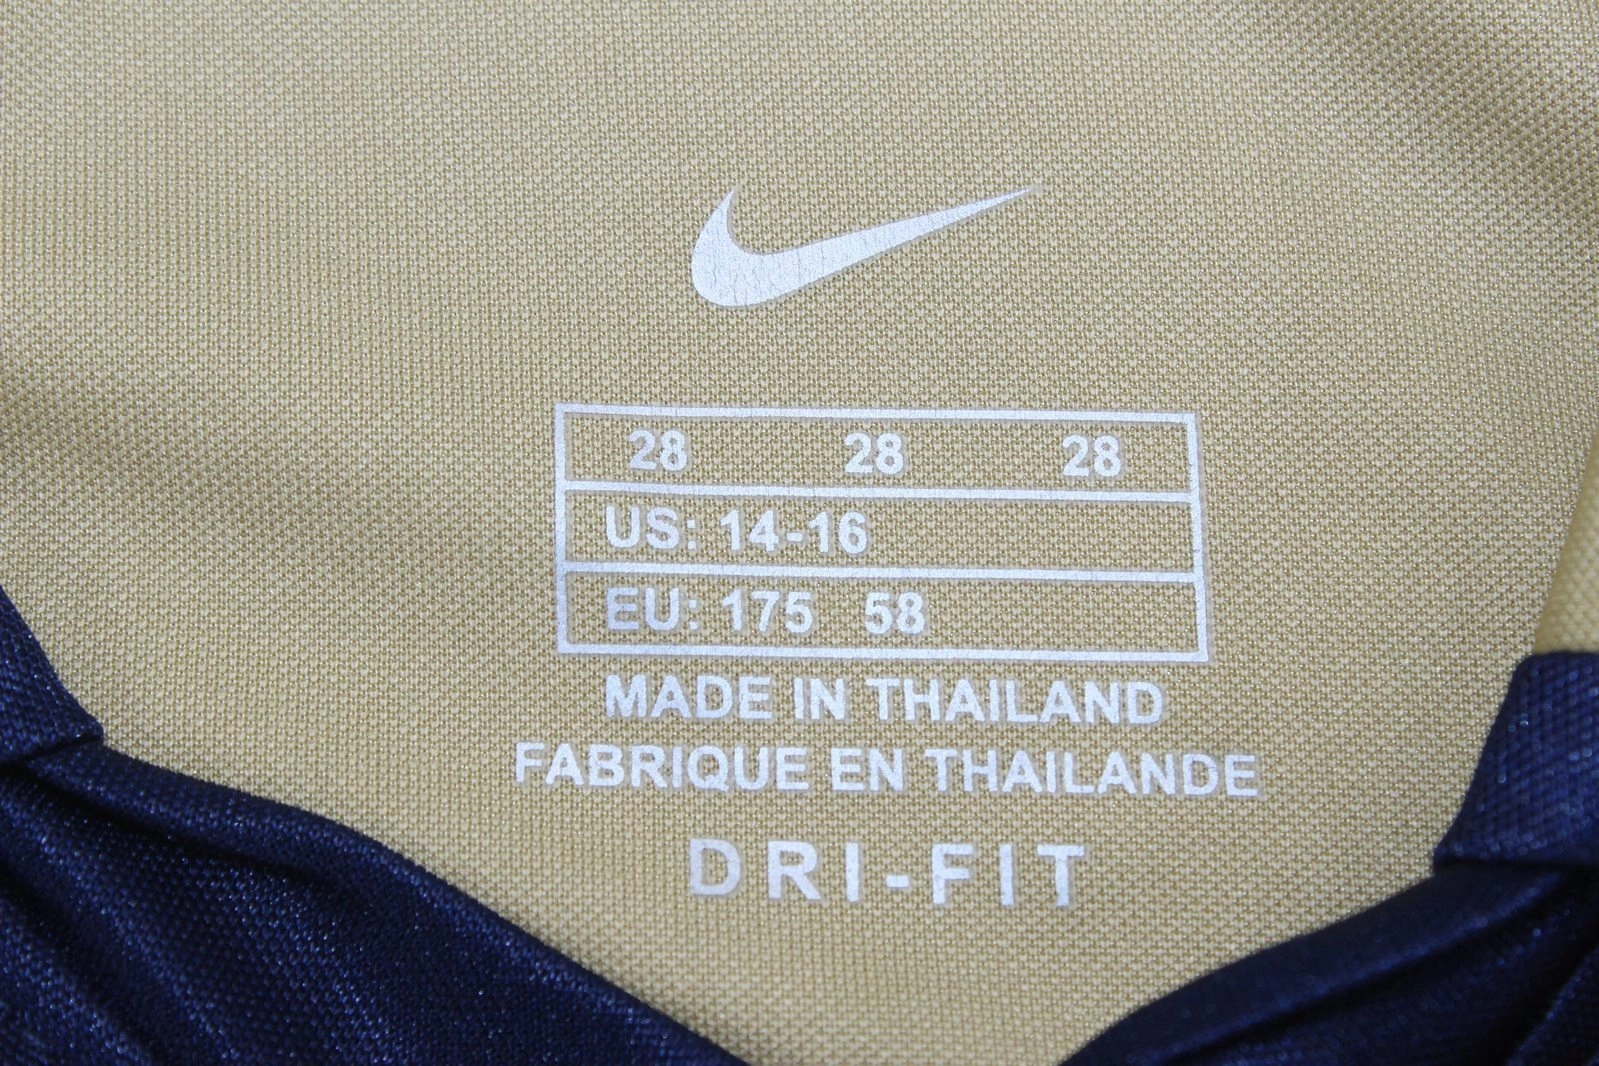 28 28 28
US: 14-16
EU: 175 58
MADE IN THAILAND
FABRIQUE EN THAILANDE
DRI-FIT